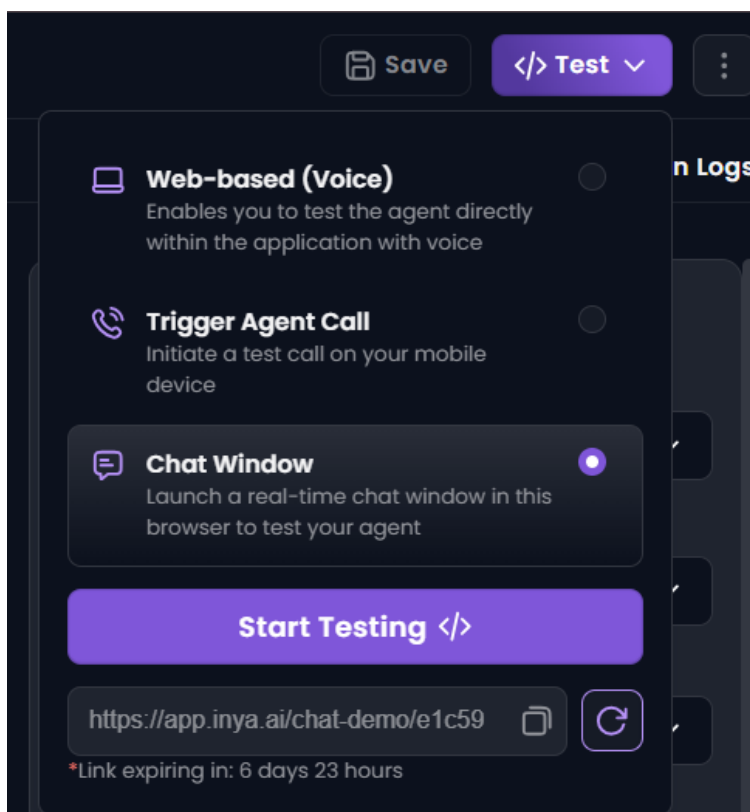 Save
</> Test
n Logs
Web-based (Voice)
Enables you to test the agent directly
within the application with voice
Trigger Agent Call
Initiate a test call on your mobile
device
Chat Window
Launch a real-time chat window in this
browser to test your agent
Start Testing </>
https://app.inya.ai/chat-demo/e1c59
*Link expiring in: 6 days 23 hours